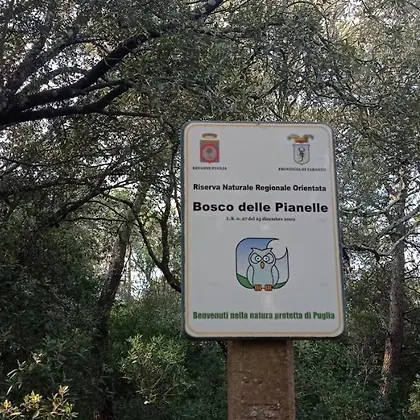 REGIONE PUGLIA
PROVINCIA DI TARANTO
Riserva Naturale Regionale Orientata
Bosco delle Pianelle
L.R. n. 27 del 23 dicembre 2002
Benvenuti nella natura protetta di Puglia